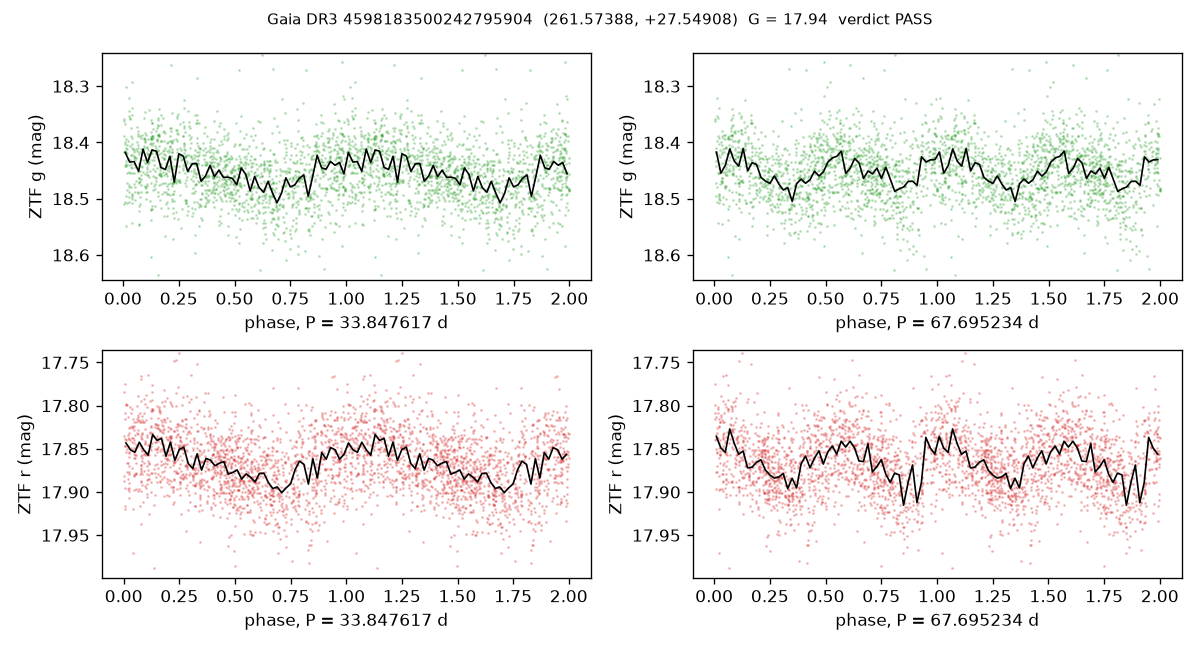 Gaia DR3 4598183500242795904  (261.57388, +27.54908)  G = 17.94  verdict PASS
ZTF g (mag)
18.3
18.4
18.5
18.6
0.00 0.25 0.50 0.75 1.00 1.25 1.50 1.75 2.00
phase, P = 33.847617 d
ZTF g (mag)
18.3
18.4
18.5
18.6
0.00 0.25 0.50 0.75 1.00 1.25 1.50 1.75 2.00
phase, P = 67.695234 d
ZTF r (mag)
17.75
17.80
17.85
17.90
17.95
0.00 0.25 0.50 0.75 1.00 1.25 1.50 1.75 2.00
phase, P = 33.847617 d
ZTF r (mag)
17.75
17.80
17.85
17.90
17.95
0.00 0.25 0.50 0.75 1.00 1.25 1.50 1.75 2.00
phase, P = 67.695234 d